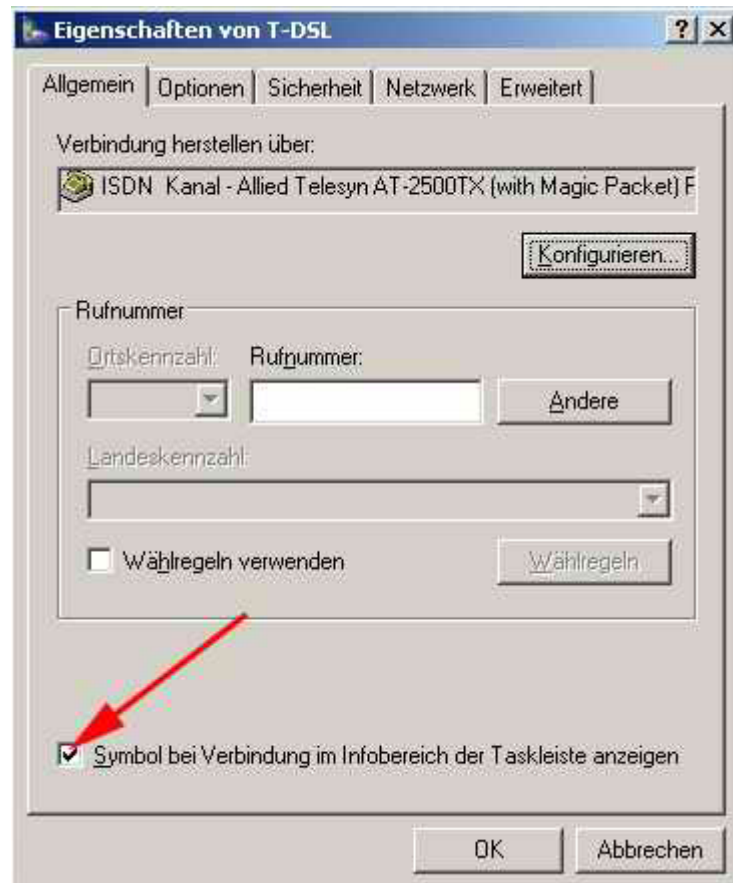 Eigenschaften von T-DSL
Allgemein Optionen Sicherheit Netzwerk Erweitert
Verbindung herstellen über:
ISDN Kanal - Allied Telesyn AT-2500TX (with Magic Packet) F
Konfigurieren...
Rufnummer
Ortskennzahl: Rufnummer:
Andere
Landeskennzahl:
Wählregeln verwenden Wählregeln
Symbol bei Verbindung im Infobereich der Taskleiste anzeigen
OK Abbrechen